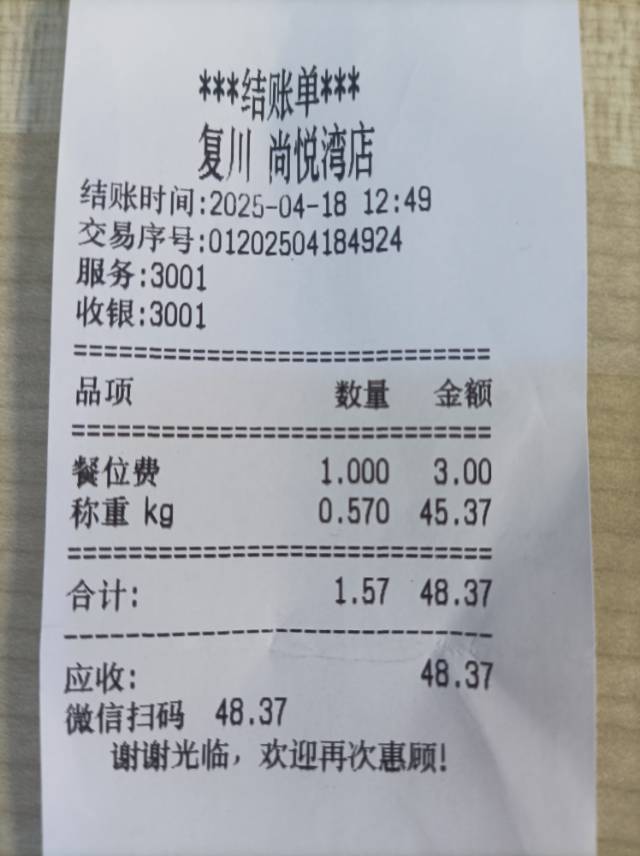 ***结账单***
复川 尚悦湾店
结账时间:2025-04-18 12:49
交易序号:01202504184924
服务:3001
收银:3001
============================
品项 数量 金额
============================
餐位费 1.000 3.00
称重 kg 0.570 45.37
============================
合计: 1.57 48.37
----------------------------
应收: 48.37
微信扫码 48.37
谢谢光临，欢迎再次惠顾!